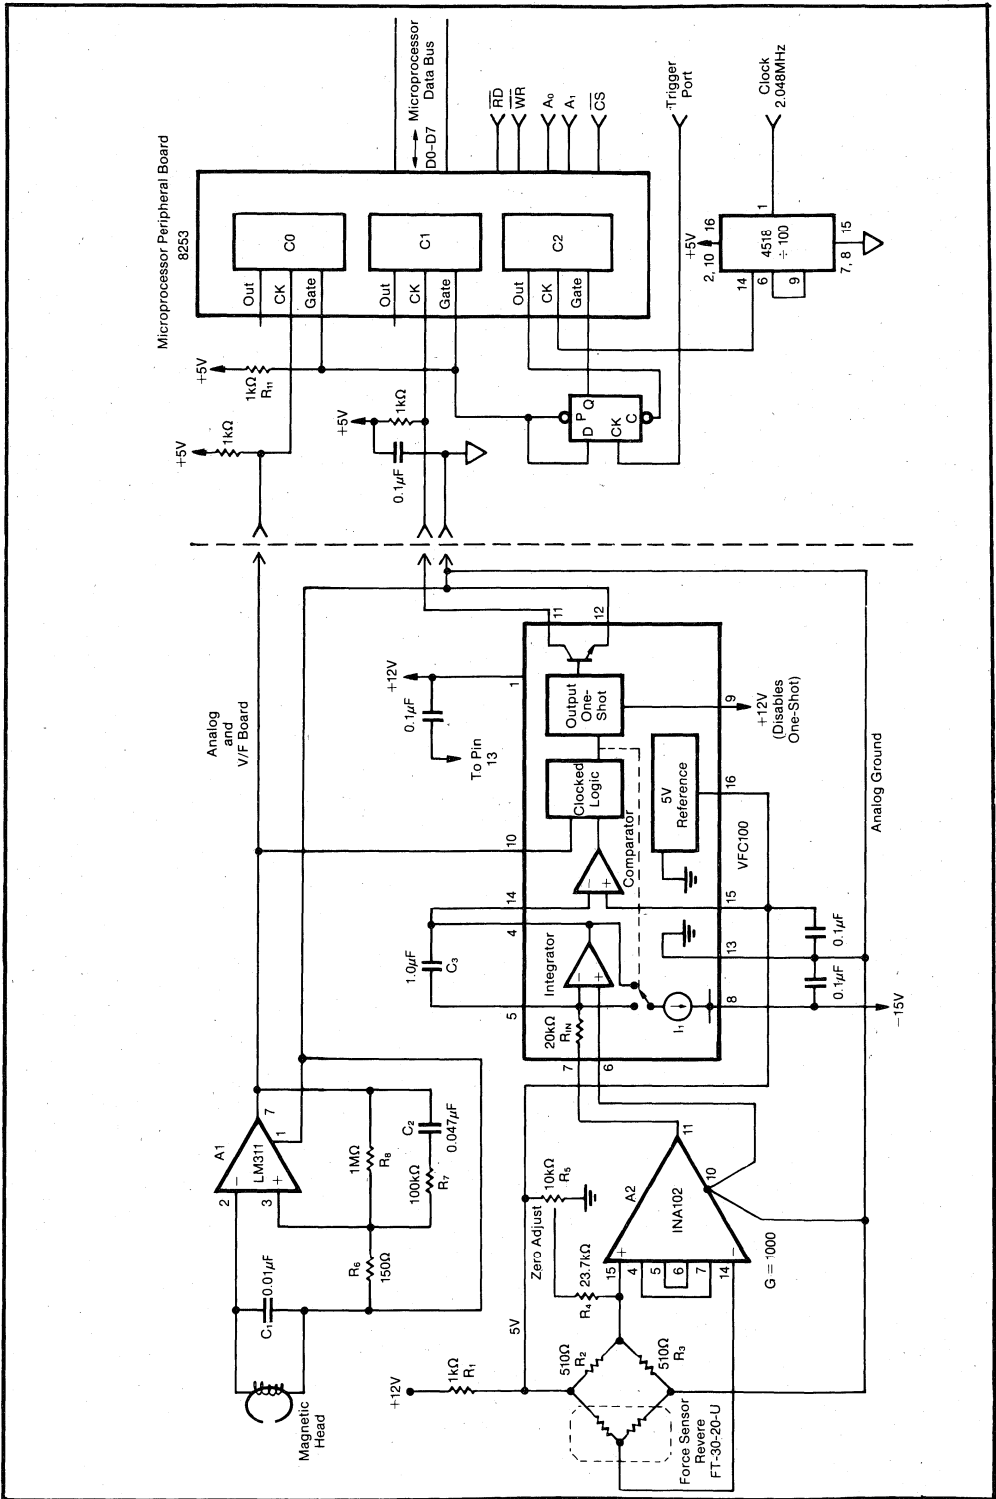 Microprocessor Peripheral Board
8253
Microprocessor
Data Bus
D0-D7
RD
WR
A0
A1
CS
Trigger
Port
Clock
2.048MHz
C0
Out
CK
Gate
C1
Out
CK
Gate
C2
Out
CK
Gate
+5V
2, 10
16
1
4518
÷ 100
14
6
9
7, 8
15
+5V
1kΩ
R11
+5V
1kΩ
+5V
1kΩ
0.1µF
D
P
Q
CK
C
Analog
and
V/F Board
+12V
0.1µF
To Pin
13
1
11
12
Output
One-
Shot
9
+12V
(Disables
One-Shot)
Clocked
Logic
10
Comparator
5V
Reference
16
VFC100
Analog Ground
14
4
5
1.0µF
C3
Integrator
20kΩ
RIN
7
6
I1
15
13
8
0.1µF
0.1µF
−15V
A1
LM311
2
3
7
1
−
+
1MΩ
R8
C2
0.047µF
100kΩ
R7
R6
150Ω
C1
0.01µF
Magnetic
Head
+12V
1kΩ
R1
5V
Zero Adjust
10kΩ
R5
R4
23.7kΩ
A2
INA102
11
10
15
4
5
6
7
14
+
−
G = 1000
510Ω
R2
510Ω
R3
Force Sensor
Revere
FT-30-20-U